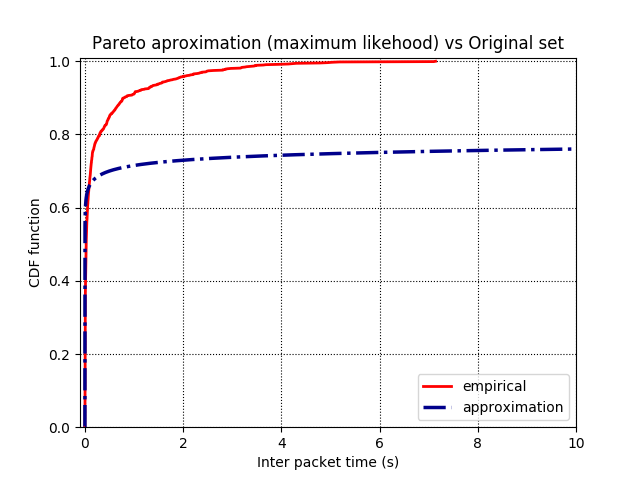 Pareto aproximation (maximum likehood) vs Original set
1.0
0.8
0.6
0.4
0.2
0.0
CDF function
0 2 4 6 8 10
Inter packet time (s)
empirical
approximation